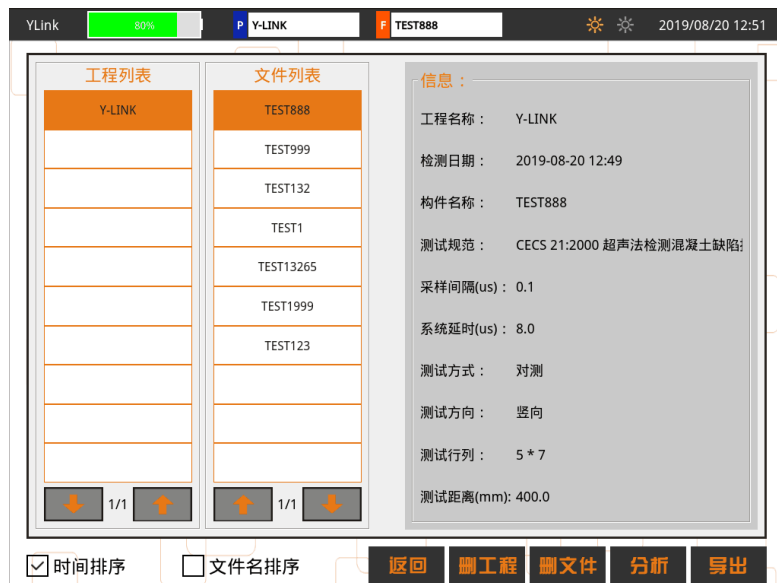 YLink 80% P Y-LINK F TEST888 2019/08/20 12:51
工程列表
Y-LINK
1/1
文件列表
TEST888
TEST999
TEST132
TEST1
TEST13265
TEST1999
TEST123
1/1
信息：
工程名称： Y-LINK
检测日期： 2019-08-20 12:49
构件名称： TEST888
测试规范： CECS 21:2000 超声法检测混凝土缺陷
采样间隔(us)： 0.1
系统延时(us)： 8.0
测试方式： 对测
测试方向： 竖向
测试行列： 5 * 7
测试距离(mm): 400.0
时间排序 文件名排序 返回 删工程 删文件 分析 导出